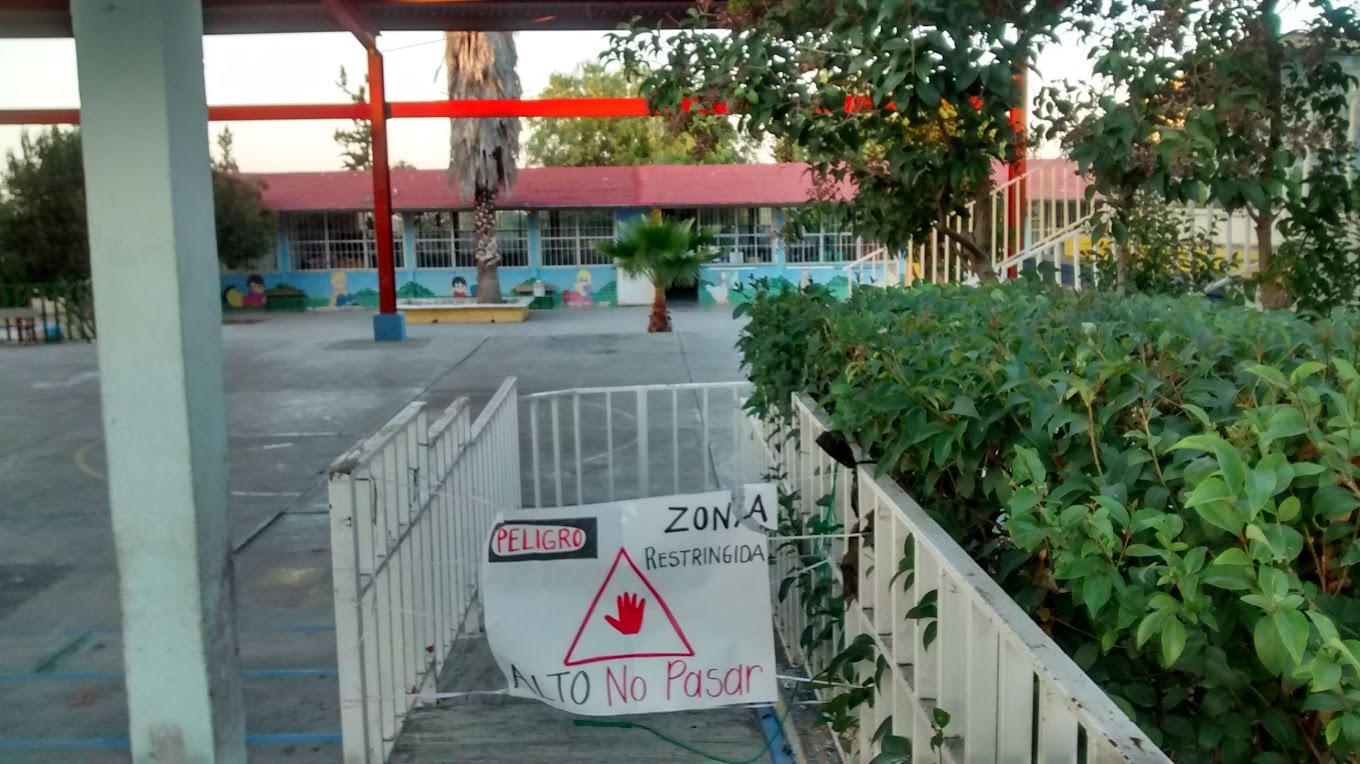 PELIGRO
ZONA
RESTRINGIDA
ALTO No Pasar